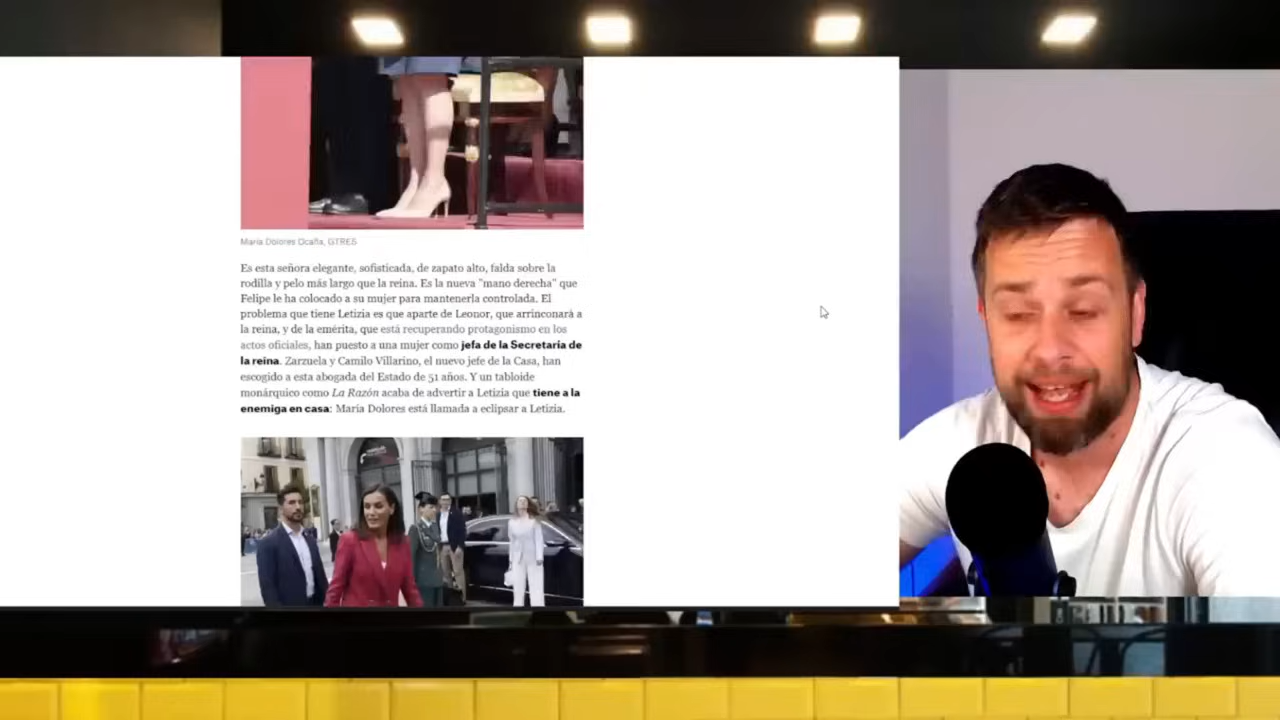 María Dolores Ocaña, GTRES
Es esta señora elegante, sofisticada, de zapato alto, falda sobre la
rodilla y pelo más largo que la reina. Es la nueva "mano derecha" que
Felipe le ha colocado a su mujer para mantenerla controlada. El
problema que tiene Letizia es que aparte de Leonor, que arrinconará a
la reina, y de la emérita, que está recuperando protagonismo en los
actos oficiales, han puesto a una mujer como jefa de la Secretaría de
la reina. Zarzuela y Camilo Villarino, el nuevo jefe de la Casa, han
escogido a esta abogada del Estado de 51 años. Y un tabloide
monárquico como La Razón acaba de advertir a Letizia que tiene a la
enemiga en casa: María Dolores está llamada a eclipsar a Letizia.